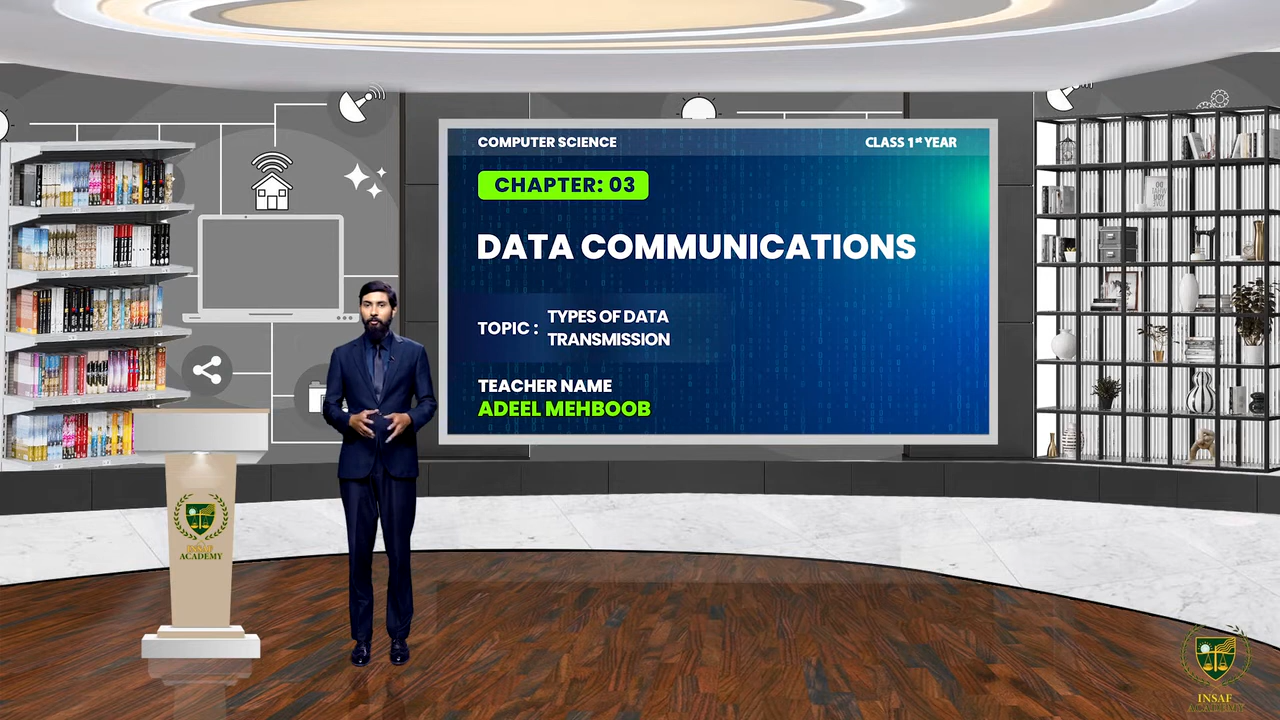 COMPUTER SCIENCE
CLASS 1st YEAR
CHAPTER: 03
DATA COMMUNICATIONS
TOPIC :
TYPES OF DATA
TRANSMISSION
TEACHER NAME
ADEEL MEHBOOB
INSAF
ACADEMY
INSAF
ACADEMY